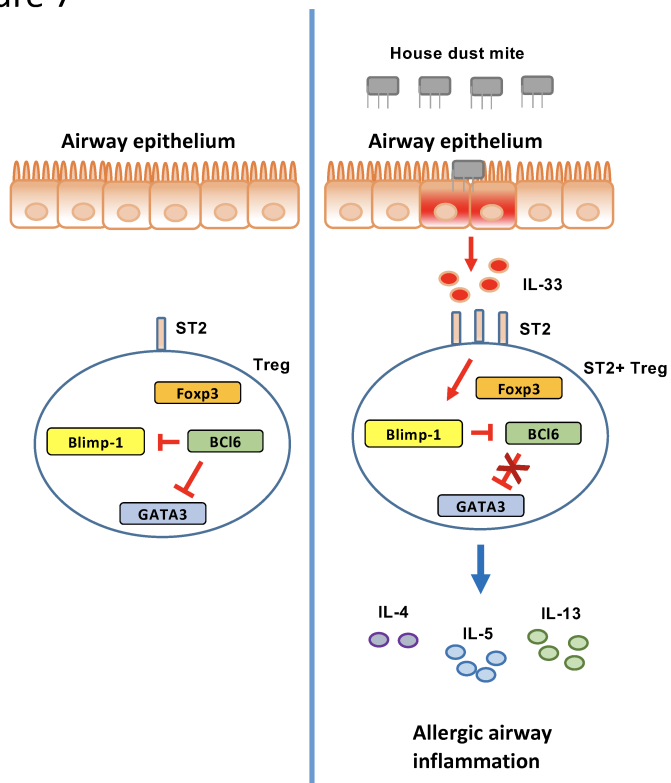 Airway epithelium
ST2
Treg
Foxp3
Blimp-1
BCl6
GATA3
House dust mite
Airway epithelium
IL-33
ST2
ST2+ Treg
Foxp3
Blimp-1
BCl6
GATA3
IL-4
IL-5
IL-13
Allergic airway
inflammation